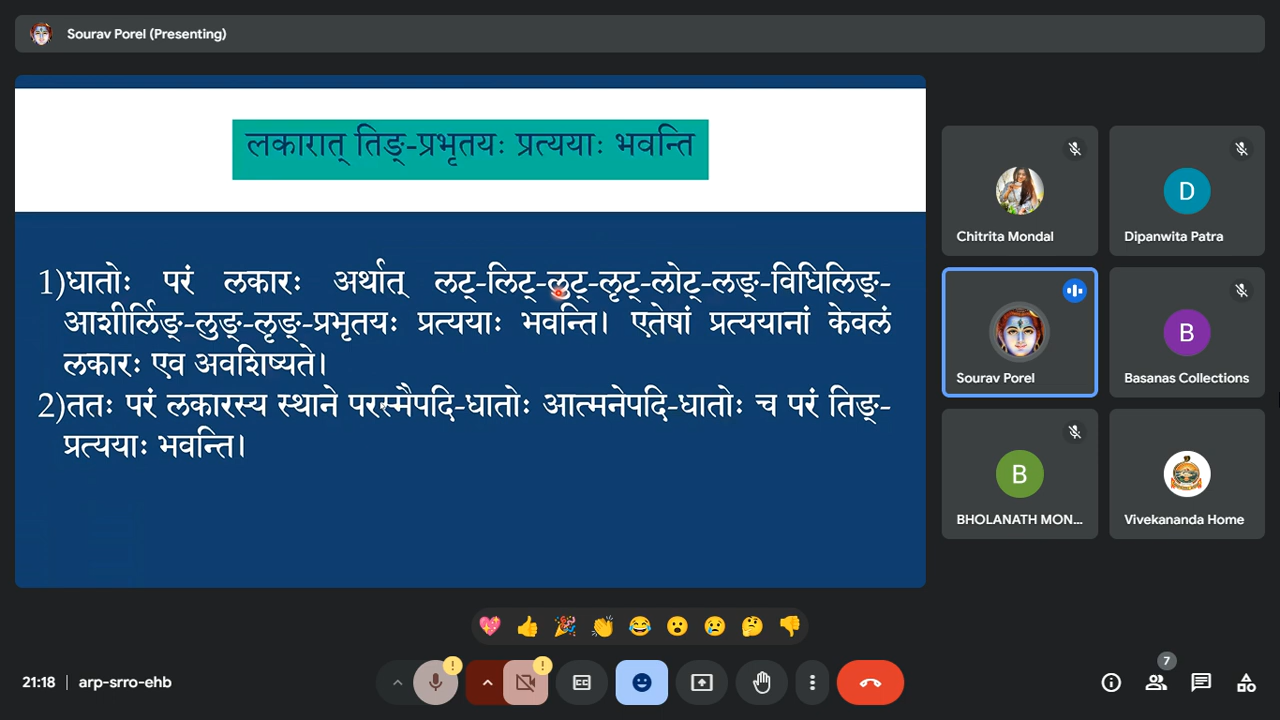 Sourav Porel (Presenting)
लकारात् तिङ्-प्रभृतयः प्रत्ययाः भवन्ति
1)धातोः परं लकारः अर्थात् लट्-लिट्-लुट्-लृट्-लोट्-लङ्-विधिलिङ्-
आशीर्लिङ्-लुङ्-लृङ्-प्रभृतयः प्रत्ययाः भवन्ति। एतेषां प्रत्ययानां केवलं
लकारः एव अवशिष्यते।
2)ततः परं लकारस्य स्थाने परस्मैपदि-धातोः आत्मनेपदि-धातोः च परं तिङ्-
प्रत्ययाः भवन्ति।
Chitrita Mondal
D
Dipanwita Patra
Sourav Porel
B
Basanas Collections
B
BHOLANATH MON...
Vivekananda Home
21:18 | arp-srro-ehb
7